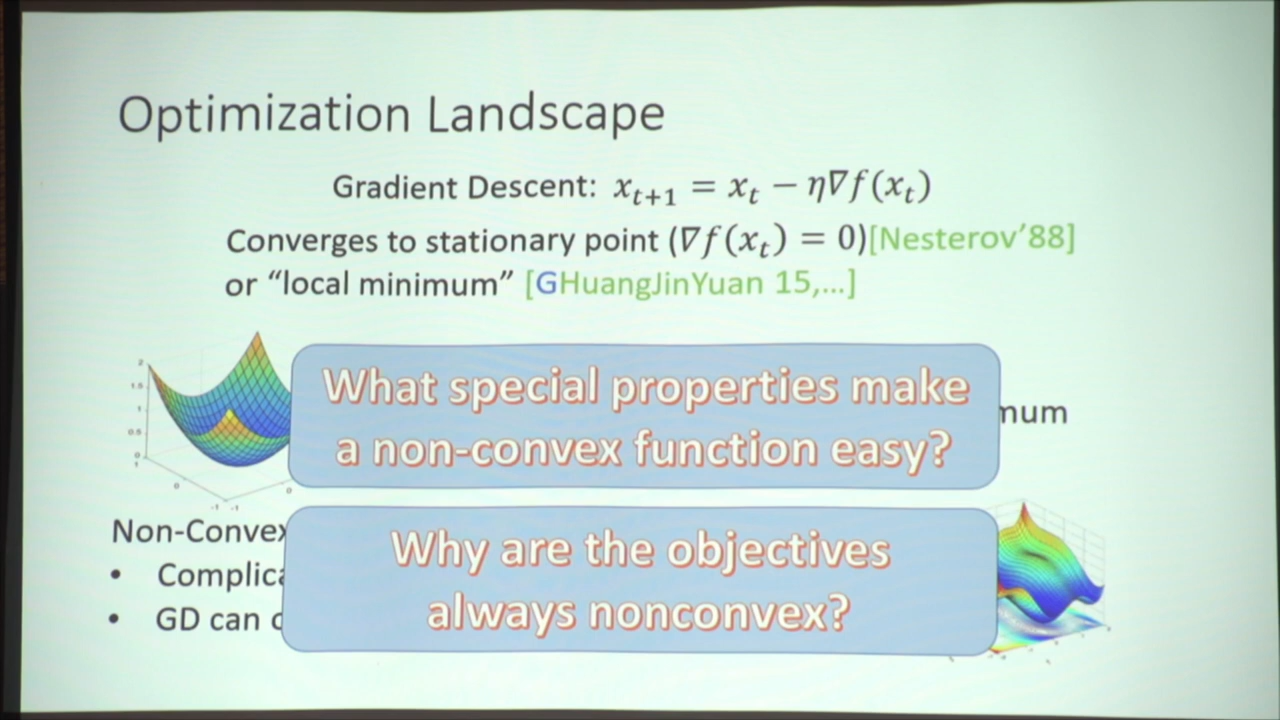 Optimization Landscape
Gradient Descent: x_{t+1} = x_t − η∇f(x_t)
Converges to stationary point (∇f(x_t) = 0)[Nesterov'88]
or “local minimum” [GHuangJinYuan 15,…]
What special properties make
a non-convex function easy?
Non-Convex
Why are the objectives
always nonconvex?
•
• GD can